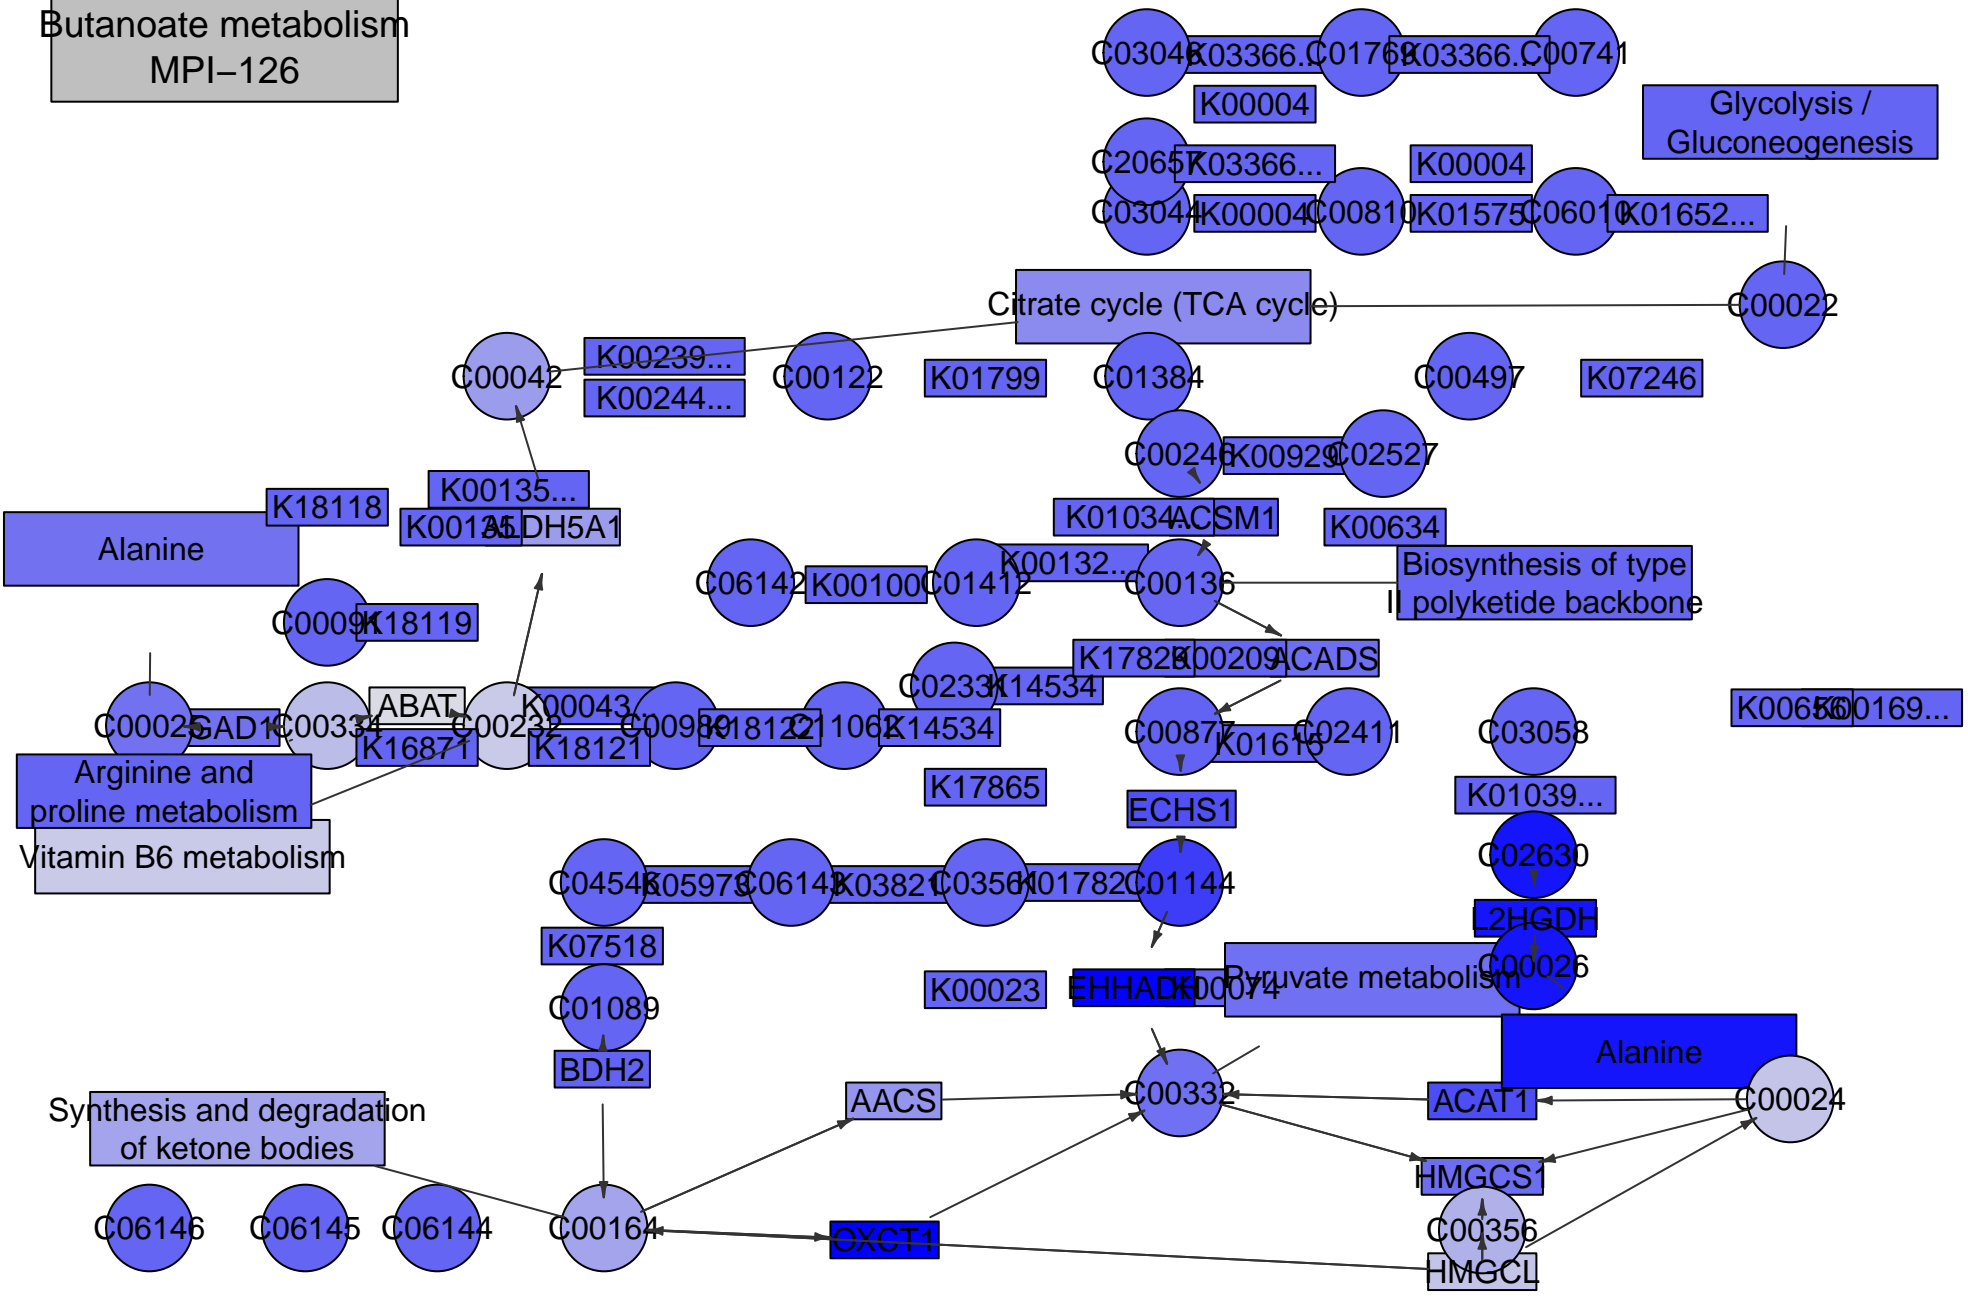 Butanoate metabolism
MPI−126
C03046
K03366...
C01769
K03366...
C00741
K00004
Glycolysis /
Gluconeogenesis
C20657
K03366...
K00004
C03044
K00004
C00810
K01575
C06010
K01652...
Citrate cycle (TCA cycle)
C00022
C00042
K00239...
K00244...
C00122
K01799
C01384
C00497
K07246
C00246
K00929
C02527
K18118
K00135...
K00135
ALDH5A1
K01034...
ACSM1
K00634
Alanine
C06142
K00100
C01412
K00132...
C00136
Biosynthesis of type
II polyketide backbone
C00091
K18119
K17829
K00209
ACADS
C02331
K14534
C00025
GAD1
C00334
ABAT
K16871
C00232
K00043...
K18121
C00989
K18122
C11062
K14534
C00877
K01615
C02411
C03058
K00656
K00169...
Arginine and
proline metabolism
K17865
ECHS1
K01039...
Vitamin B6 metabolism
C02630
C04546
K05973
C06143
K03821
C03561
K01782...
C01144
L2HGDH
K07518
C00026
K00023
EHHADH
K00074
Pyruvate metabolism
C01089
Alanine
BDH2
Synthesis and degradation
of ketone bodies
AACS
C00332
ACAT1
C00024
HMGCS1
C06146
C06145
C06144
C00164
OXCT1
C00356
HMGCL